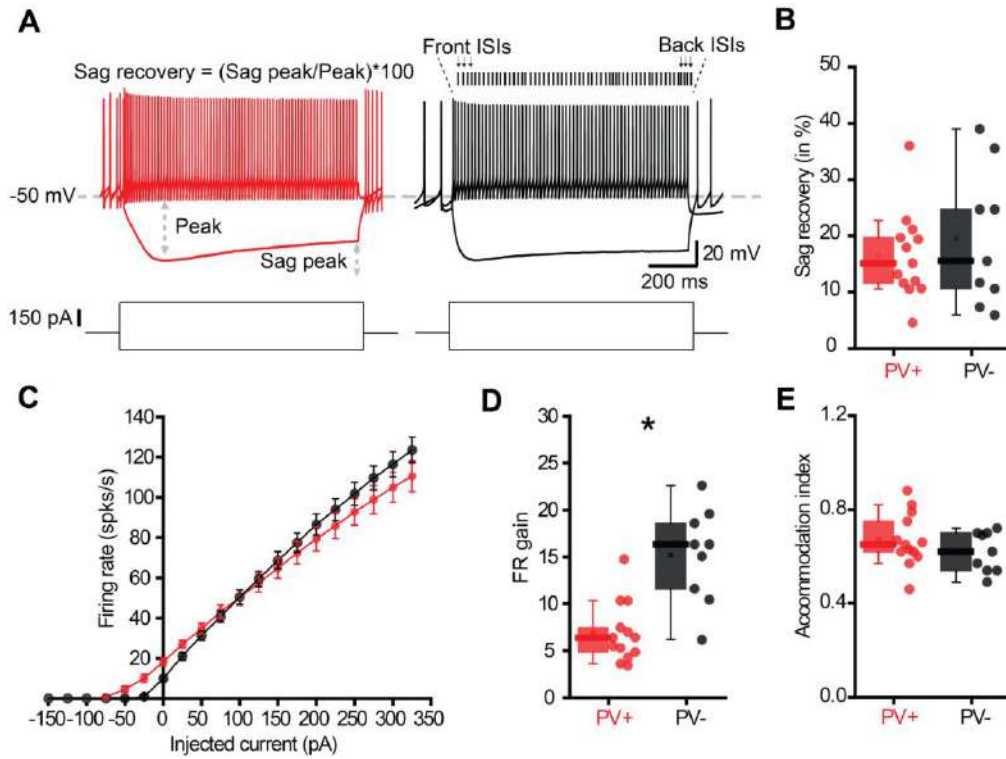 A
Front ISIs
Back ISIs
Sag recovery = (Sag peak/Peak)*100
-50 mV
Peak
Sag peak
20 mV
200 ms
150 pA
B
Sag recovery (in %)
50
40
30
20
10
0
PV+
PV-
C
Firing rate (spks/s)
140
120
100
80
60
40
20
-150
-100
-50
0
50
100
150
200
250
300
350
Injected current (pA)
D
*
FR gain
30
25
20
15
10
5
0
PV+
PV-
E
Accommodation index
1.2
0.9
0.6
0.3
0.0
PV+
PV-